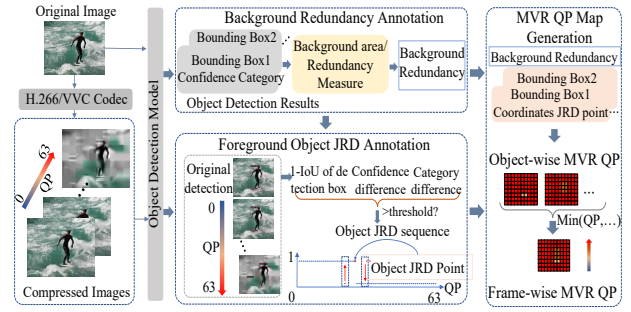 Original Image
H.266/VVC Codec
63
QP
0
Compressed Images
Object Detection Model
Background Redundancy Annotation
Bounding Box2
Bounding Box1
Confidence Category
Object Detection Results
Background area/
Redundancy
Measure
Background
Redundancy
Foreground Object JRD Annotation
Original
detection
0
QP
63
1-IoU of de
tection box
Confidence
difference
Category
difference
>threshold?
Object JRD sequence
1
Object JRD Point
0
63
QP
MVR QP Map
Generation
Background Redundancy
Bounding Box2
Bounding Box1
Coordinates JRD point...
Object-wise MVR QP
...
Min(QP,...)
Frame-wise MVR QP